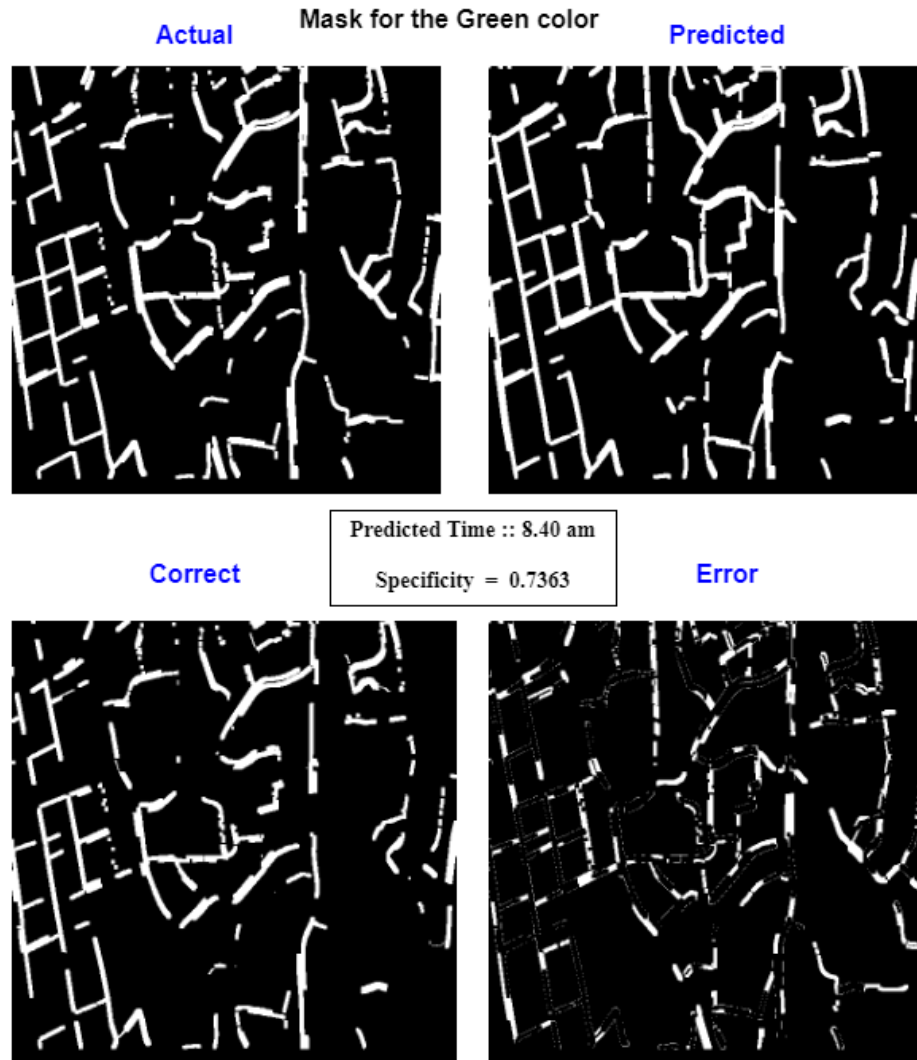 Mask for the Green color
Actual
Predicted
Predicted Time :: 8.40 am
Specificity = 0.7363
Correct
Error